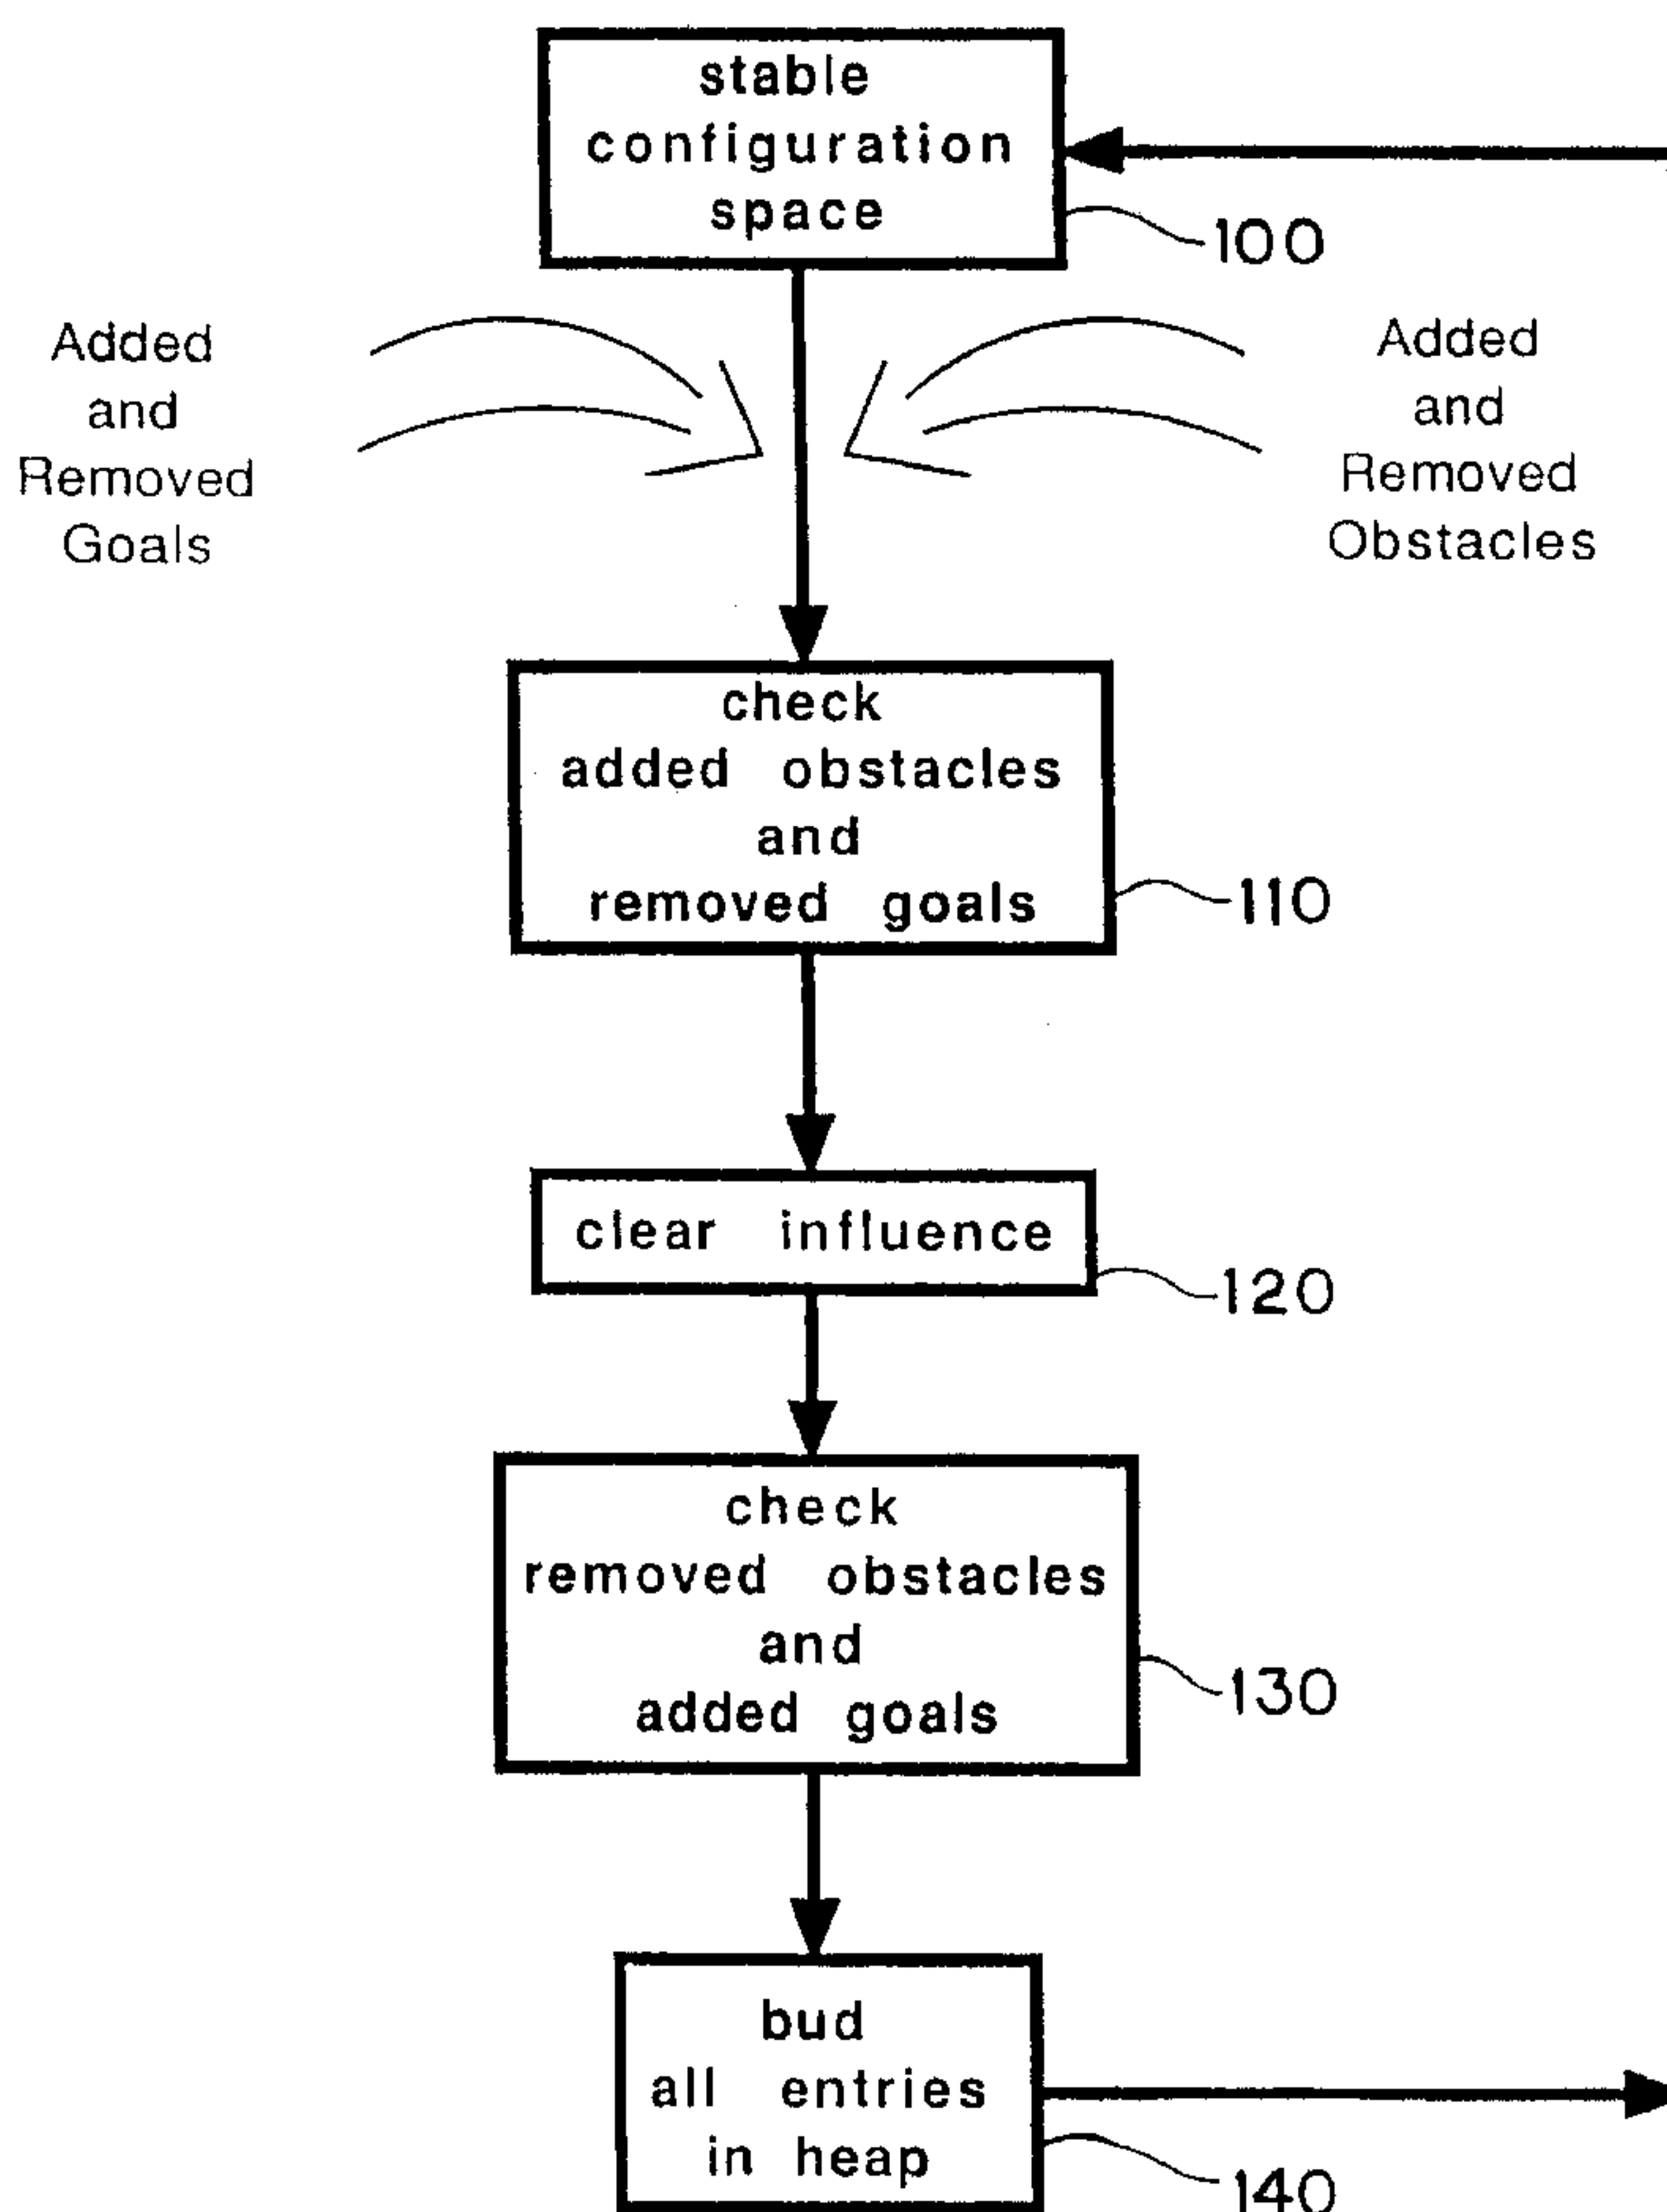 stable
configuration
space
100
Added
and
Removed
Goals
Added
and
Removed
Obstacles
check
added obstacles
and
removed goals
110
clear influence
120
check
removed obstacles
and
added goals
130
bud
all entries
in heap
140